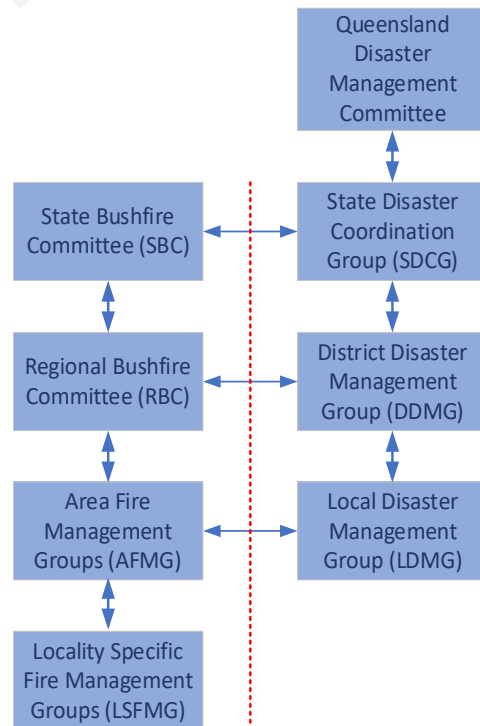 Queensland
Disaster
Management
Committee
State Bushfire
Committee (SBC)
State Disaster
Coordination
Group (SDCG)
Regional Bushfire
Committee (RBC)
District Disaster
Management
Group (DDMG)
Area Fire
Management
Groups (AFMG)
Local Disaster
Management
Group (LDMG)
Locality Specific
Fire Management
Groups (LSFMG)